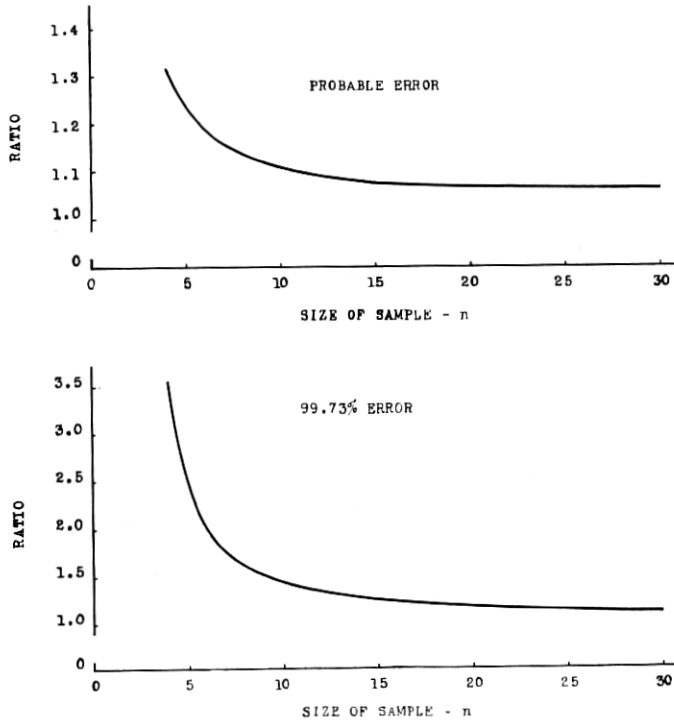 1.4
1.3
PROBABLE ERROR
1.2
RATIO
1.1
1.0
0
0 5 10 15 20 25 30
SIZE OF SAMPLE - n
3.5
99.73% ERROR
3.0
2.5
2.0
RATIO
1.5
1.0
0
0 5 10 15 20 25 30
SIZE OF SAMPLE - n